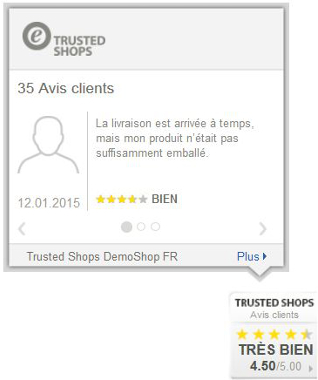 e TRUSTED
SHOPS
35 Avis clients
La livraison est arrivée à temps,
mais mon produit n'était pas
suffisamment emballé.
12.01.2015
BIEN
Trusted Shops DemoShop FR Plus
TRUSTED SHOPS
Avis clients
TRÈS BIEN
4.50/5.00